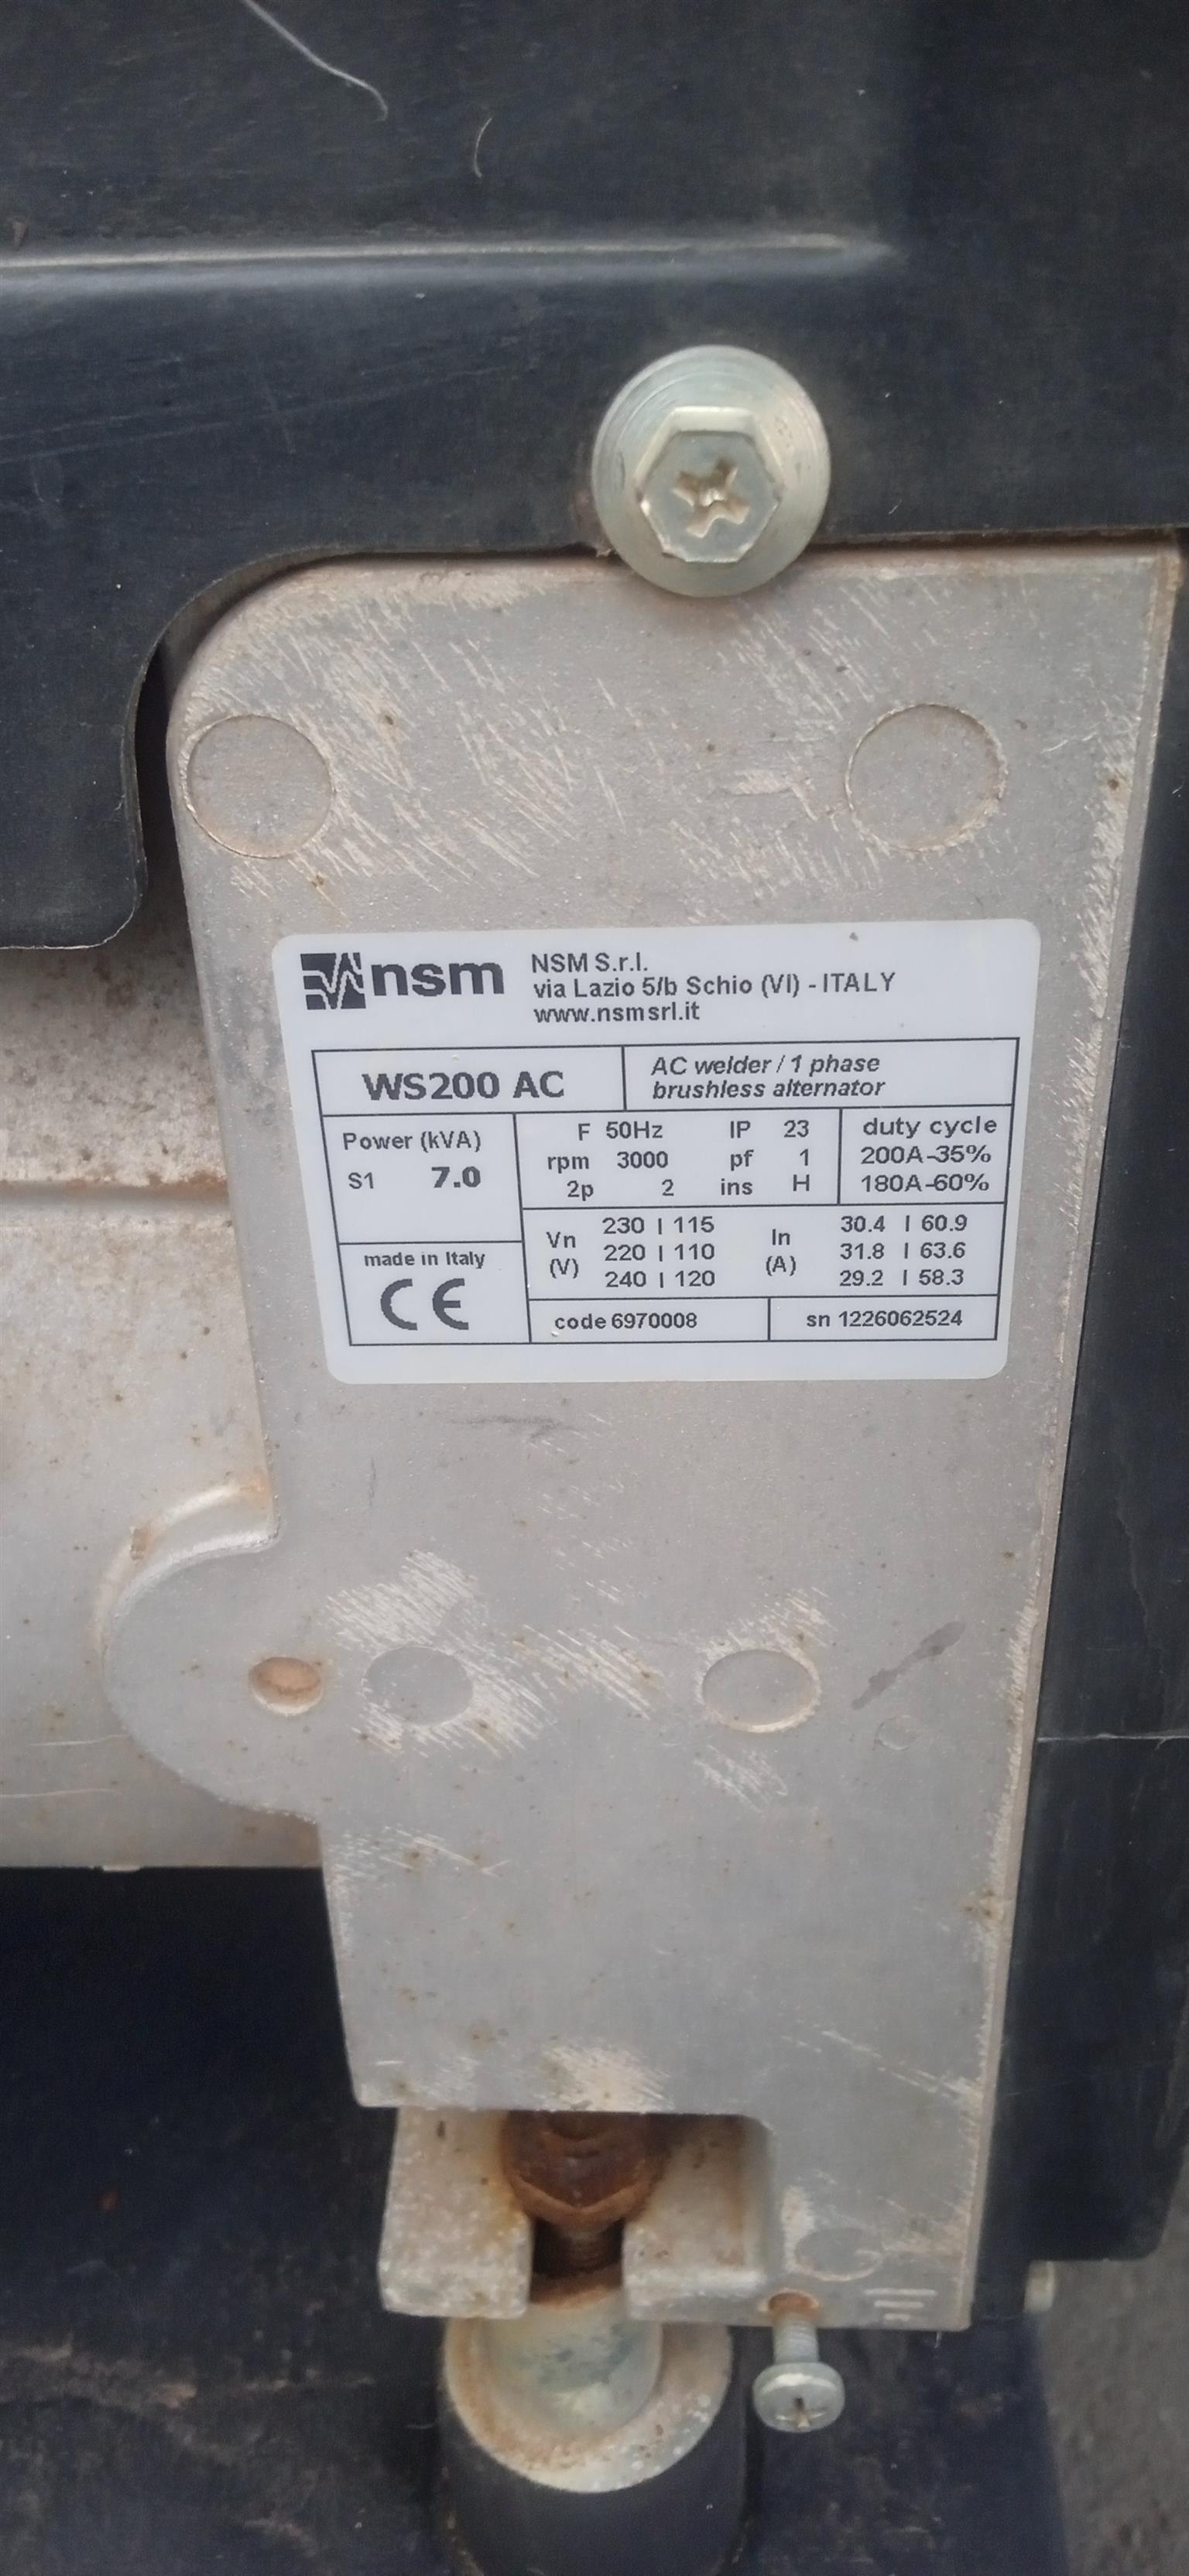 nsm
NSM S.r.l.
via Lazio 5/b Schio (VI) - ITALY
www.nsmsrl.it
WS200 AC
AC welder / 1 phase
brushless alternator
Power (kVA)
S1 7.0
F 50Hz IP 23
rpm 3000 pf 1
2p 2 ins H
duty cycle
200A-35%
180A-60%
made in Italy
CE
Vn (V)
230 | 115
220 | 110
240 | 120
In (A)
30.4 | 60.9
31.8 | 63.6
29.2 | 58.3
code 6970008
sn 1226062524